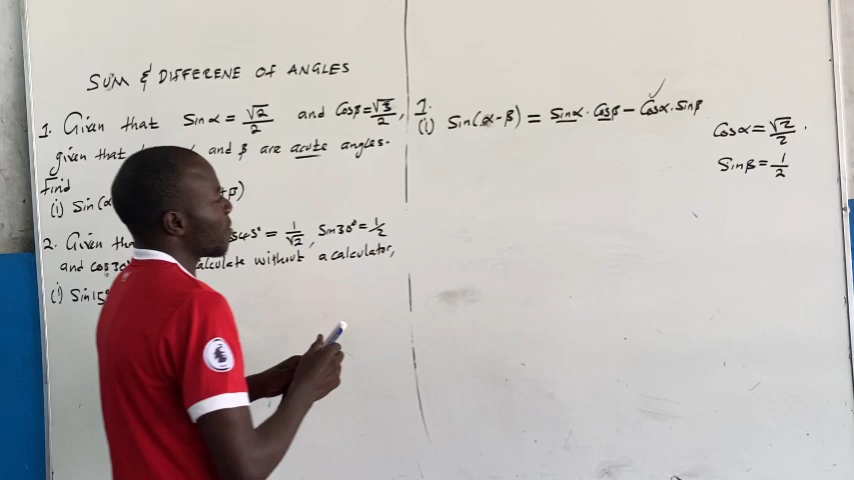 SUM & DIFFERENE OF ANGLES
1. Given that Sinα = √2/2 and Cosβ = √3/2,
given that and β are acute angles.
find
(i) Sin(α +β)
2. Given s45° = 1/√2, Sin30° = 1/2
and cos30° alculate without a calculator,
(i) Sin15°
1.
(i) Sin(α-β) = Sinα · Cosβ - Cosα · Sinβ
Cosα = √2/2 .
Sinβ = 1/2